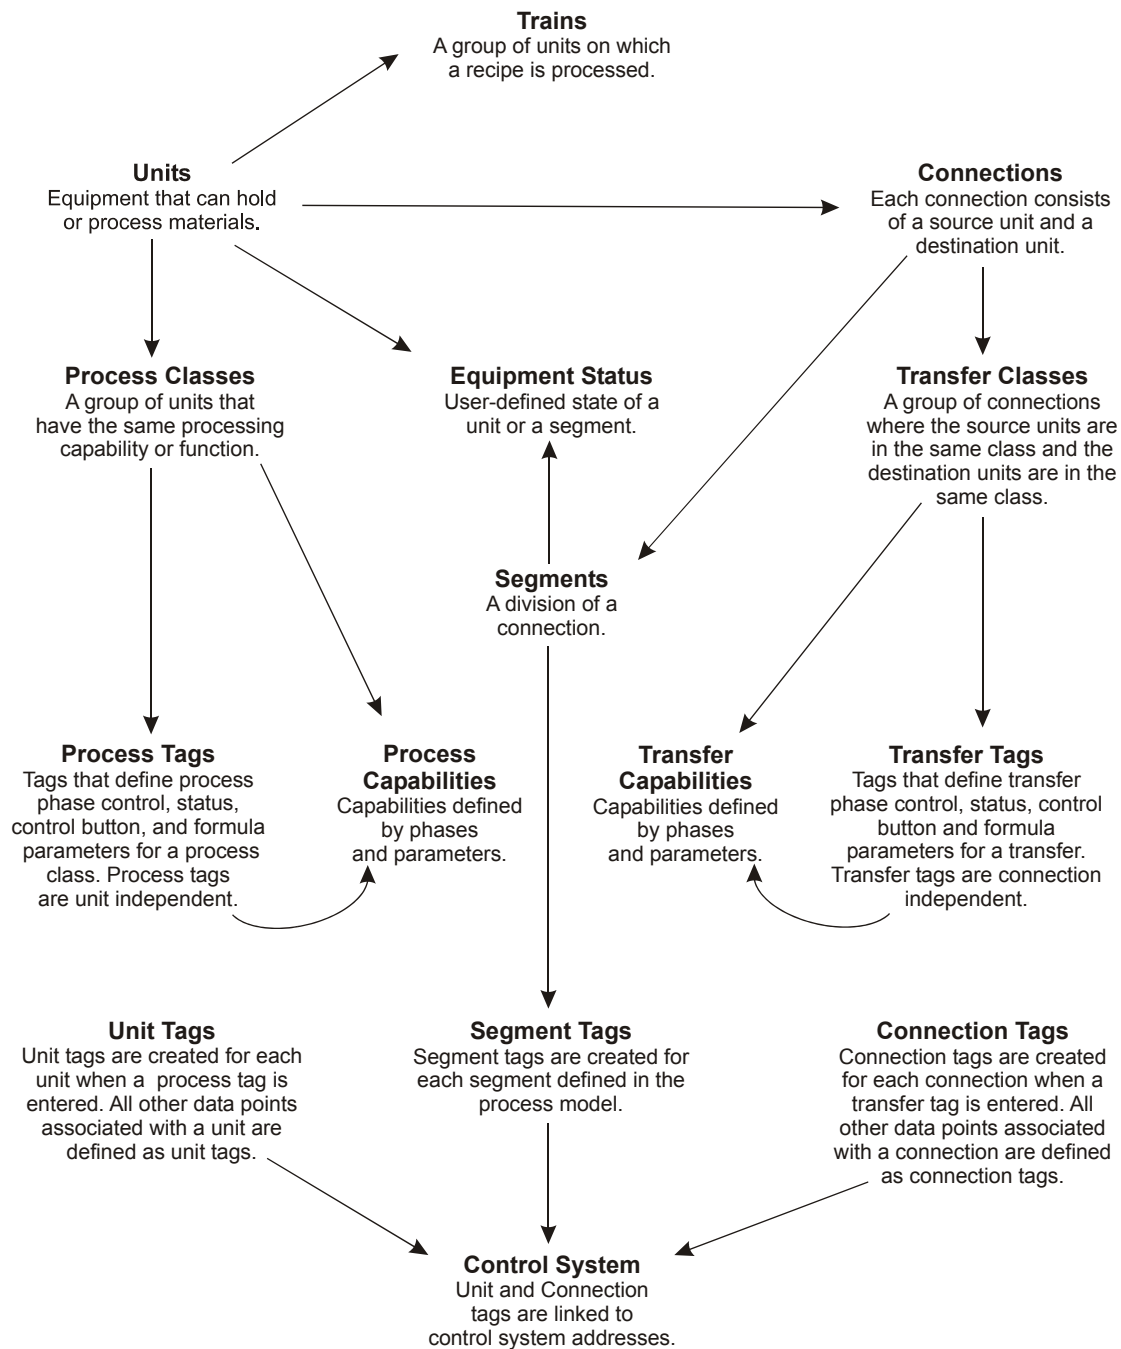 Trains
A group of units on which
a recipe is processed.
Units
Equipment that can hold
or process materials.
Connections
Each connection consists
of a source unit and a
destination unit.
Process Classes
A group of units that
have the same processing
capability or function.
Equipment Status
User-defined state of a
unit or a segment.
Transfer Classes
A group of connections
where the source units are
in the same class and the
destination units are in the
same class.
Segments
A division of a
connection.
Process Tags
Tags that define process
phase control, status,
control button, and formula
parameters for a process
class. Process tags
are unit independent.
Process
Capabilities
Capabilities defined
by phases
and parameters.
Transfer
Capabilities
Capabilities defined
by phases
and parameters.
Transfer Tags
Tags that define transfer
phase control, status, control
button and formula
parameters for a transfer.
Transfer tags are connection
independent.
Unit Tags
Unit tags are created for each
unit when a process tag is
entered. All other data points
associated with a unit are
defined as unit tags.
Segment Tags
Segment tags are created for
each segment defined in the
process model.
Connection Tags
Connection tags are created
for each connection when a
transfer tag is entered. All
other data points associated
with a connection are defined
as connection tags.
Control System
Unit and Connection
tags are linked to
control system addresses.